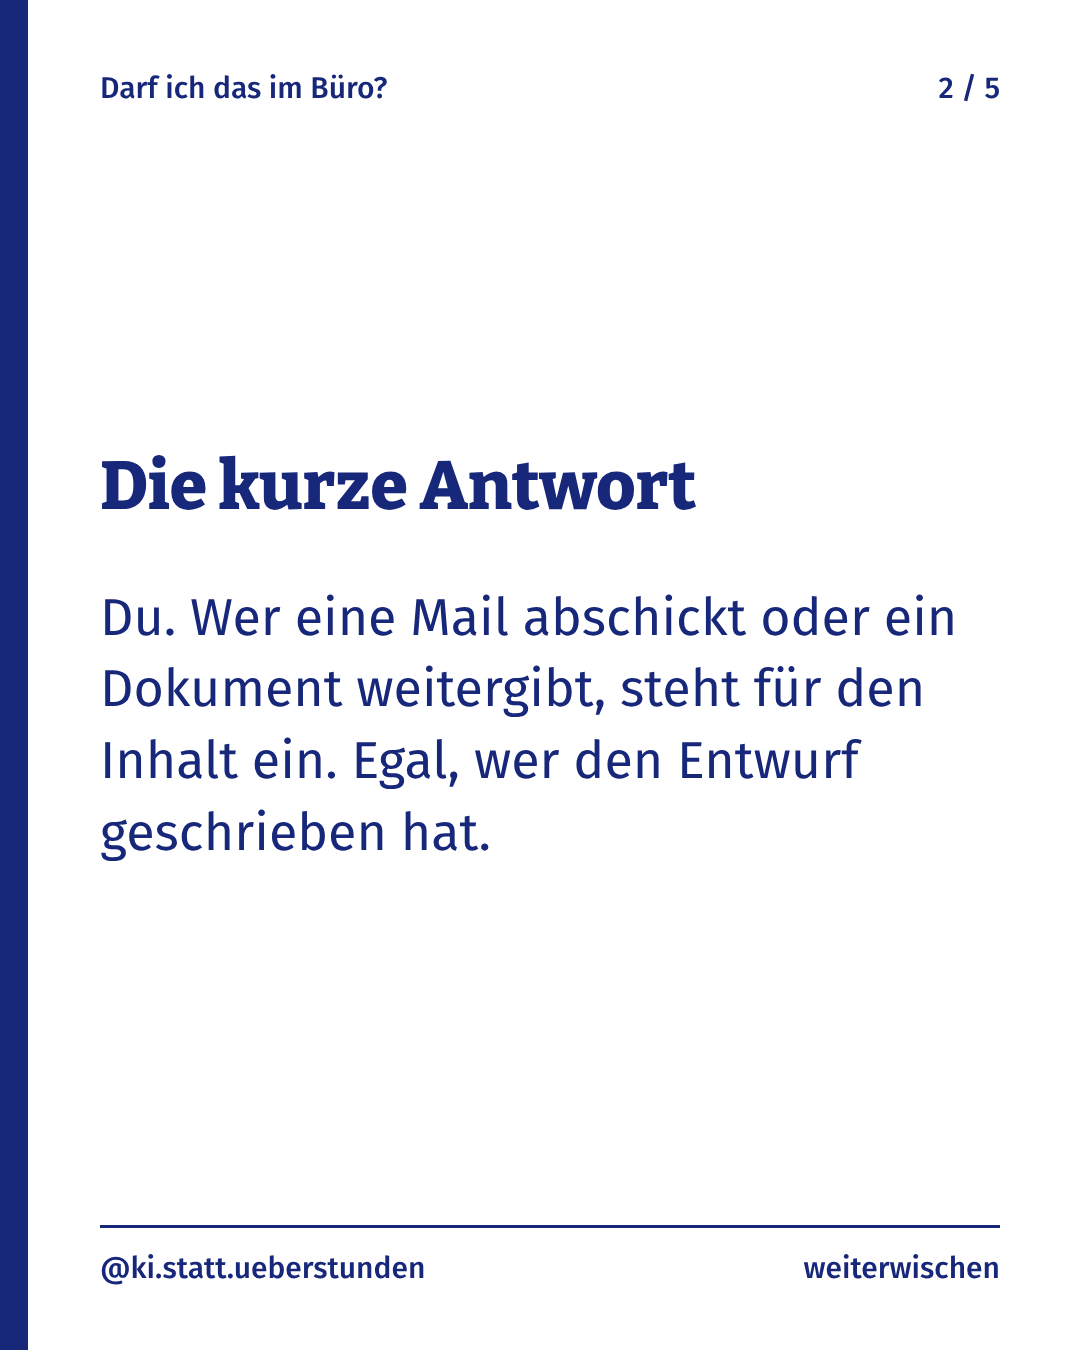 Darf ich das im Büro?
2 / 5
Die kurze Antwort
Du. Wer eine Mail abschickt oder ein
Dokument weitergibt, steht für den
Inhalt ein. Egal, wer den Entwurf
geschrieben hat.
@ki.statt.ueberstunden
weiterwischen